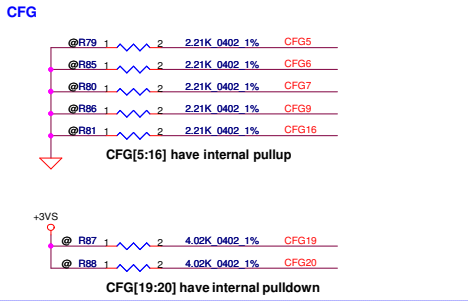 CFG
@R79 1 2 2.21K_0402_1% CFG5
@R85 1 2 2.21K_0402_1% CFG6
@R80 1 2 2.21K_0402_1% CFG7
@R86 1 2 2.21K_0402_1% CFG9
@R81 1 2 2.21K_0402_1% CFG16
CFG[5:16] have internal pullup
+3VS
@ R87 1 2 4.02K_0402_1% CFG19
@ R88 1 2 4.02K_0402_1% CFG20
CFG[19:20] have internal pulldown